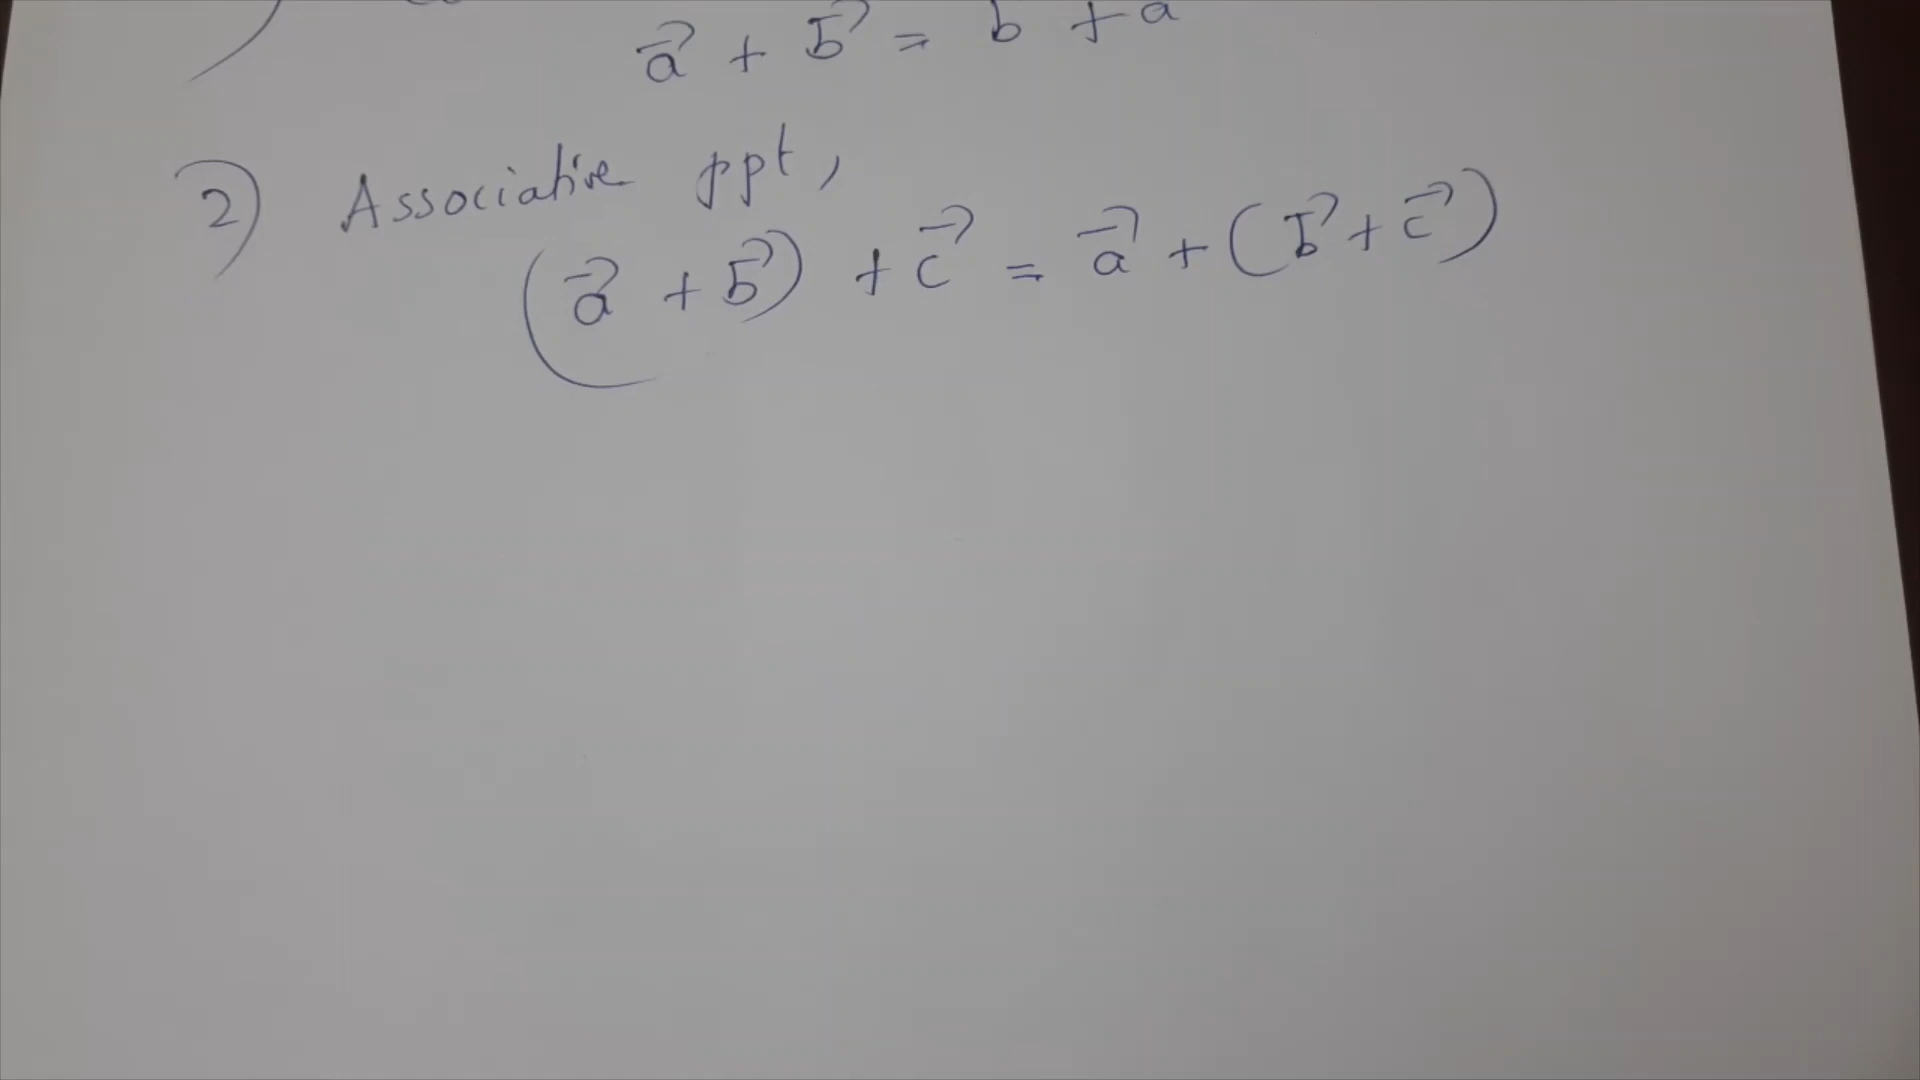 a⃗ + b⃗ = b + a
2) Associative ppt,
(a⃗ + b⃗) + c⃗ = a⃗ + (b⃗ + c⃗)